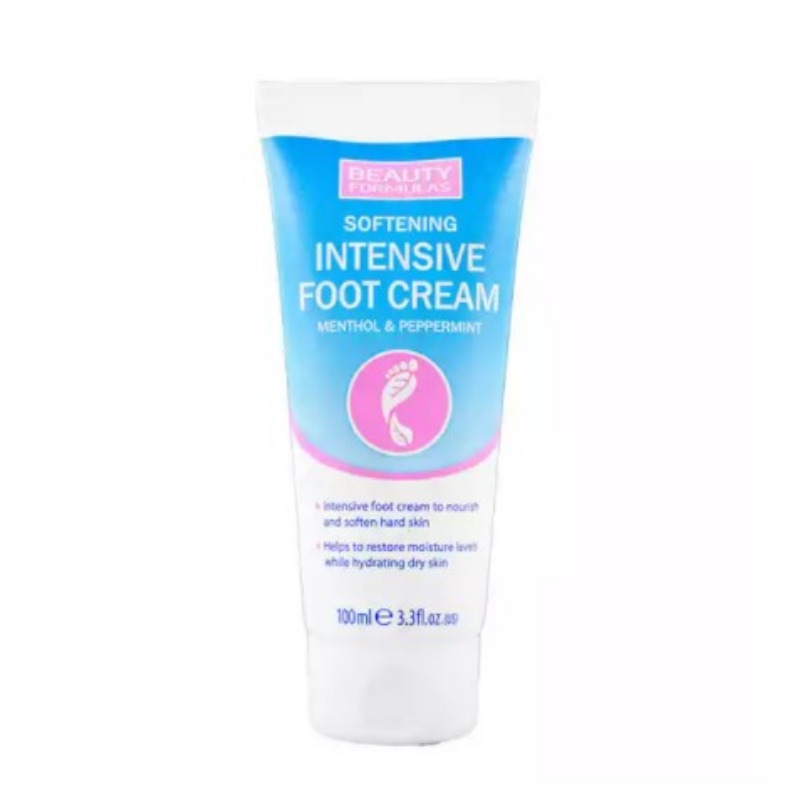 BEAUTY
FORMULAS
SOFTENING
INTENSIVE
FOOT CREAM
MENTHOL & PEPPERMINT
• Intensive foot cream to nourish
and soften hard skin
• Helps to restore moisture levels
while hydrating dry skin
100ml ℮ 3.3fl.oz.(US)